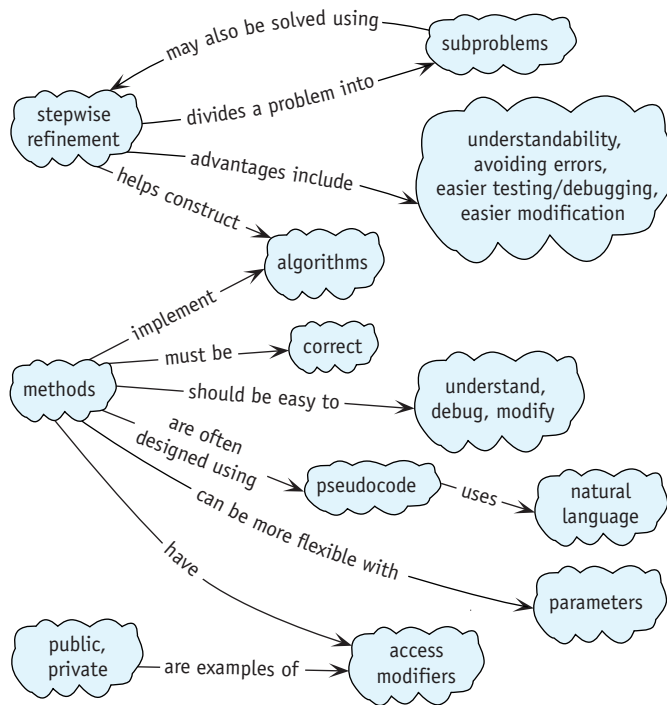 may also be solved using
subproblems
stepwise
refinement
divides a problem into
advantages include
understandability,
avoiding errors,
easier testing/debugging,
easier modification
helps construct
algorithms
implement
must be
correct
methods
should be easy to
understand,
debug, modify
are often
designed using
pseudocode
uses
natural
language
can be more flexible with
parameters
have
public,
private
are examples of
access
modifiers